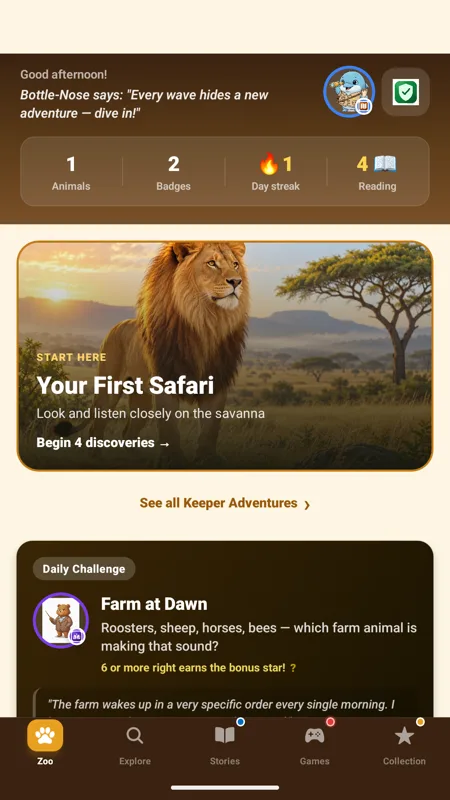 Good afternoon!
Bottle-Nose says: "Every wave hides a new
adventure — dive in!"
1
Animals
2
Badges
🔥1
Day streak
4 📖
Reading
START HERE
Your First Safari
Look and listen closely on the savanna
Begin 4 discoveries →
See all Keeper Adventures ›
Daily Challenge
Farm at Dawn
Roosters, sheep, horses, bees — which farm animal is
making that sound?
6 or more right earns the bonus star! ?
"The farm wakes up in a very specific order every single morning. I
Zoo
Explore
Stories
Games
Collection